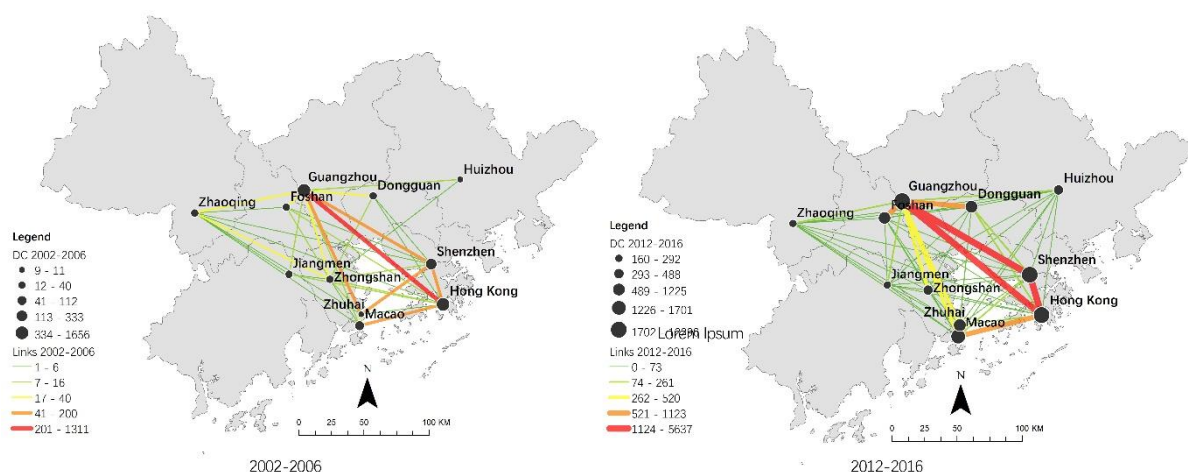 Guangzhou
Huizhou
Dongguan
Foshan
Zhaoqing
Shenzhen
Jiangmen
Zhongshan
Hong Kong
Zhuhai
Macao
Legend
DC 2002-2006
9 - 11
12 - 40
41 - 112
113 - 333
334 - 1656
Links 2002-2006
1 - 6
7 - 16
17 - 40
41 - 200
201 - 1311
N
0 25 50 100 KM
2002-2006
Huizhou
Guangzhou
Dongguan
Foshan
Zhaoqing
Shenzhen
Jiangmen
Zhongshan
Hong Kong
Zhuhai
Macao
Legend
DC 2012-2016
160 - 292
293 - 488
489 - 1225
1226 - 1701
1702 -
Lorem Ipsum
Links 2012-2016
0 - 73
74 - 261
262 - 520
521 - 1123
1124 - 5637
N
0 25 50 100 KM
2012-2016